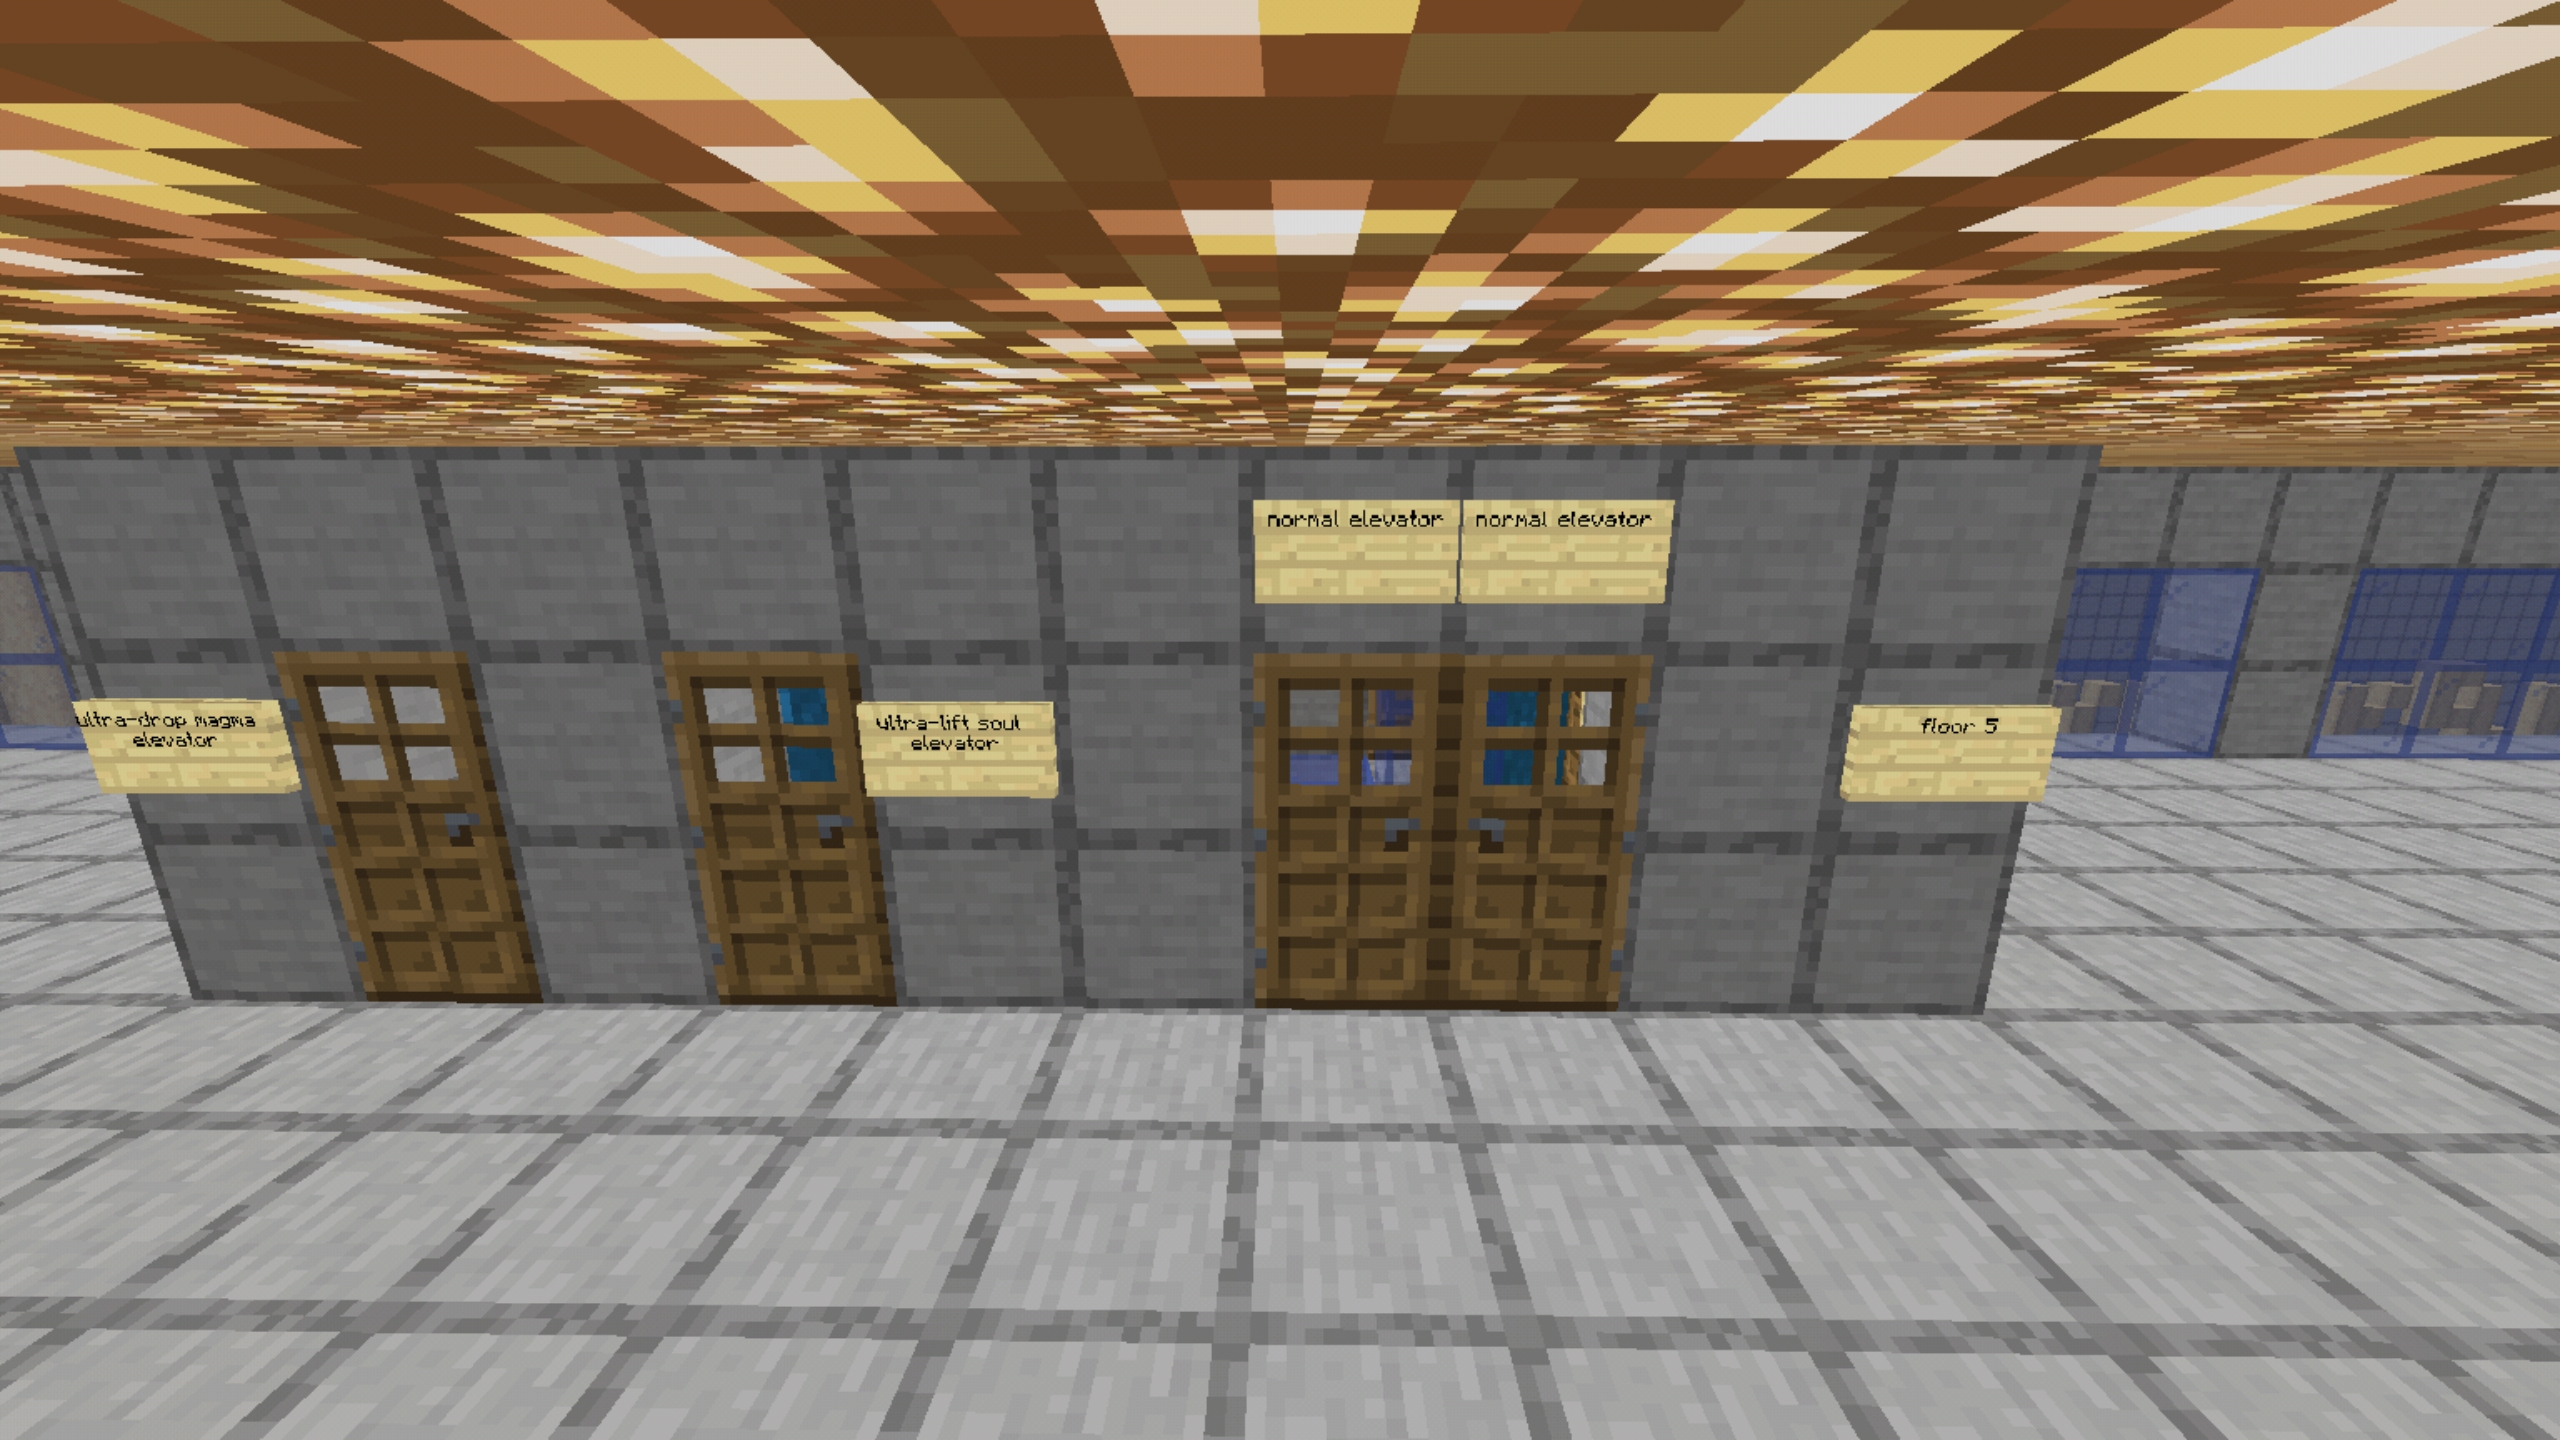 normal elevator
normal elevator
ultra-drop magma
elevator
ultra-lift soul
elevator
floor 5